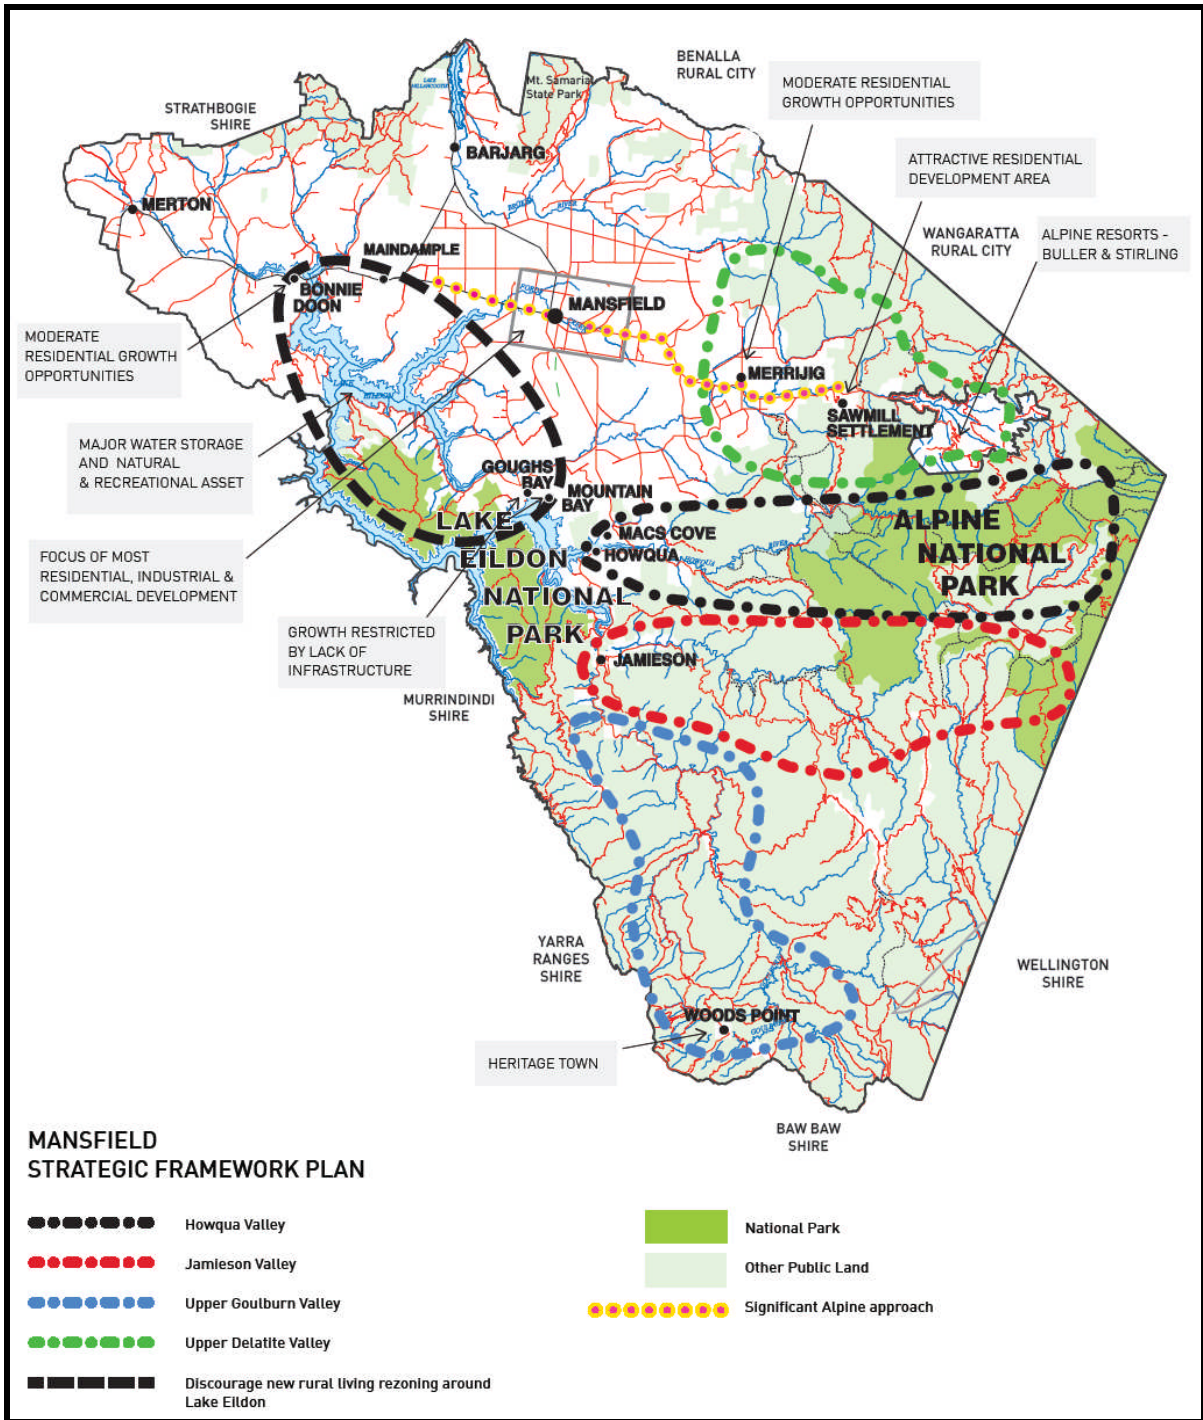 BENALLA
RURAL CITY
MODERATE RESIDENTIAL
GROWTH OPPORTUNITIES
Mt. Samaria
State Park
STRATHBOGIE
SHIRE
BARJARG
ATTRACTIVE RESIDENTIAL
DEVELOPMENT AREA
MERTON
BROKEN
RIVER
WANGARATTA
RURAL CITY
ALPINE RESORTS -
BULLER & STIRLING
MAINDAMPLE
BONNIE
DOON
MANSFIELD
MODERATE
RESIDENTIAL GROWTH
OPPORTUNITIES
MERRIJIG
LAKE
EILDON
SAWMILL
SETTLEMENT
MAJOR WATER STORAGE
AND NATURAL
& RECREATIONAL ASSET
GOUGHS
BAY
MOUNTAIN
BAY
LAKE
EILDON
NATIONAL
PARK
MACS COVE
HOWQUA
HOWQUA
RIVER
ALPINE
NATIONAL
PARK
FOCUS OF MOST
RESIDENTIAL, INDUSTRIAL &
COMMERCIAL DEVELOPMENT
GROWTH RESTRICTED
BY LACK OF
INFRASTRUCTURE
JAMIESON
MURRINDINDI
SHIRE
YARRA
RANGES
SHIRE
WELLINGTON
SHIRE
WOODS POINT
HERITAGE TOWN
BAW BAW
SHIRE
MANSFIELD
STRATEGIC FRAMEWORK PLAN
Howqua Valley
Jamieson Valley
Upper Goulburn Valley
Upper Delatite Valley
Discourage new rural living rezoning around
Lake Eildon
National Park
Other Public Land
Significant Alpine approach